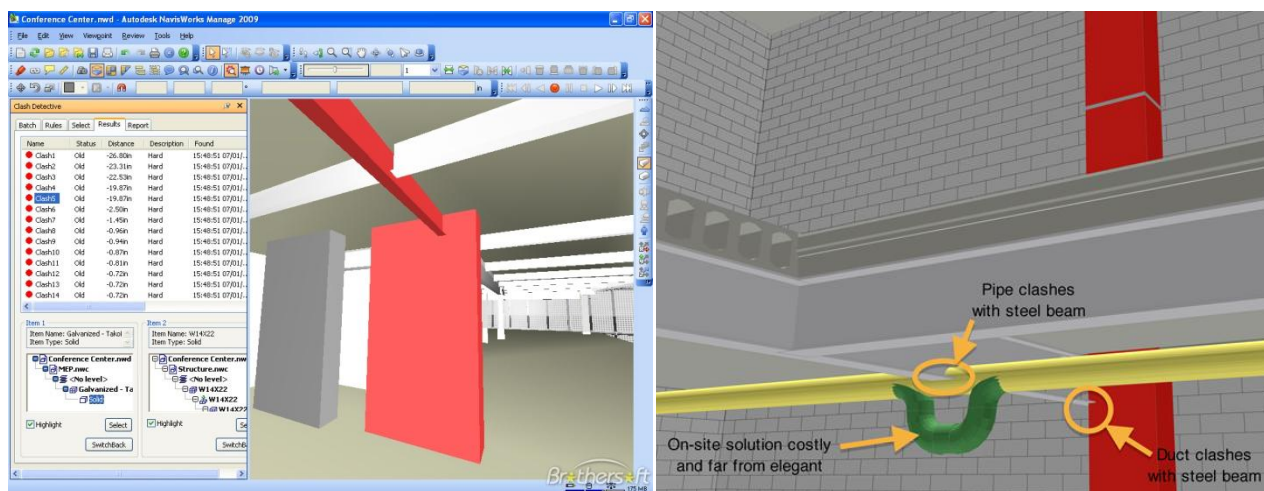 Conference Center.nwd - Autodesk NavisWorks Manage 2009
File Edit View Viewpoint Review Tools Help
1
in
Clash Detective
Batch Rules Select Results Report
Name Status Distance Description Found
Clash1 Old -26.80in Hard 15:48:51 07/01/..
Clash2 Old -23.31in Hard 15:48:51 07/01/..
Clash3 Old -22.53in Hard 15:48:51 07/01/..
Clash4 Old -19.87in Hard 15:48:51 07/01/..
Clash5 Old -19.87in Hard 15:48:51 07/01/..
Clash6 Old -2.50in Hard 15:48:51 07/01/..
Clash7 Old -1.45in Hard 15:48:51 07/01/..
Clash8 Old -0.96in Hard 15:48:51 07/01/..
Clash9 Old -0.94in Hard 15:48:51 07/01/..
Clash10 Old -0.87in Hard 15:48:51 07/01/..
Clash11 Old -0.81in Hard 15:48:51 07/01/..
Clash12 Old -0.72in Hard 15:48:51 07/01/..
Clash13 Old -0.72in Hard 15:48:51 07/01/..
Clash14 Old -0.72in Hard 15:48:51 07/01/..
Item 1
Item Name: Galvanized - Takoi
Item Type: Solid
Conference Center.nwd
MEP.nwc
<No level>
Galvanized - Ta
Solid
Highlight Select
SwitchBack
Item 2
Item Name: W14X22
Item Type: Solid
Conference Center.nw
Structure.nwc
<No level>
W14X22
W14X22
W14X22
Highlight Se
SwitchB
Brothersoft
175 MB
Pipe clashes
with steel beam
On-site solution costly
and far from elegant
Duct clashes
with steel beam